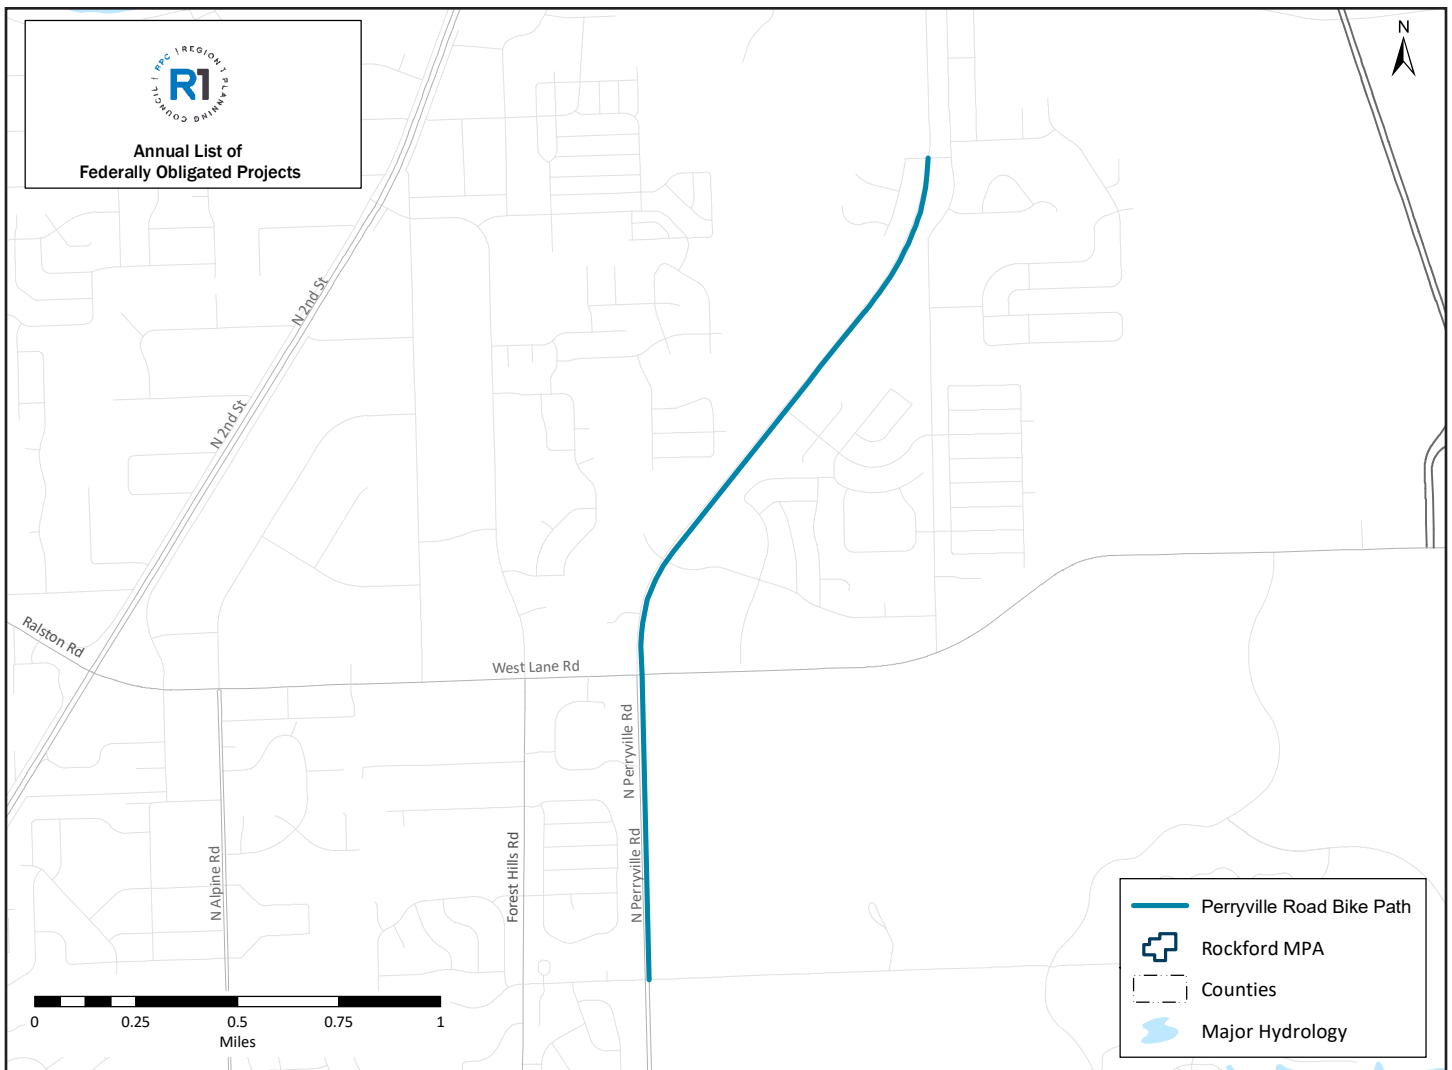 RPC | REGION 1 PLANNING COUNCIL |
R1
Annual List of
Federally Obligated Projects
N
N 2nd St
N 2nd St
Ralston Rd
West Lane Rd
N Perryville Rd
N Perryville Rd
Forest Hills Rd
N Alpine Rd
0 0.25 0.5 0.75 1
Miles
Perryville Road Bike Path
Rockford MPA
Counties
Major Hydrology